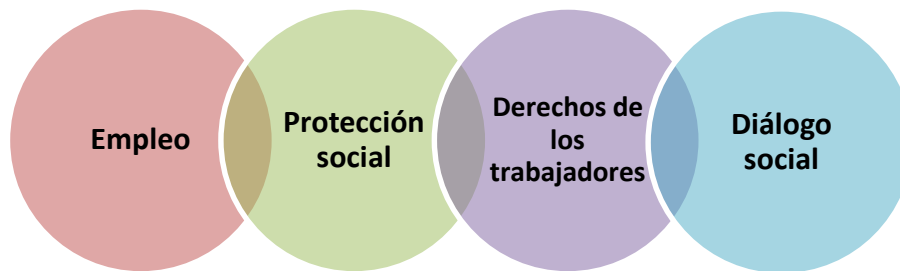 Empleo
Protección
social
Derechos de
los
trabajadores
Diálogo
social